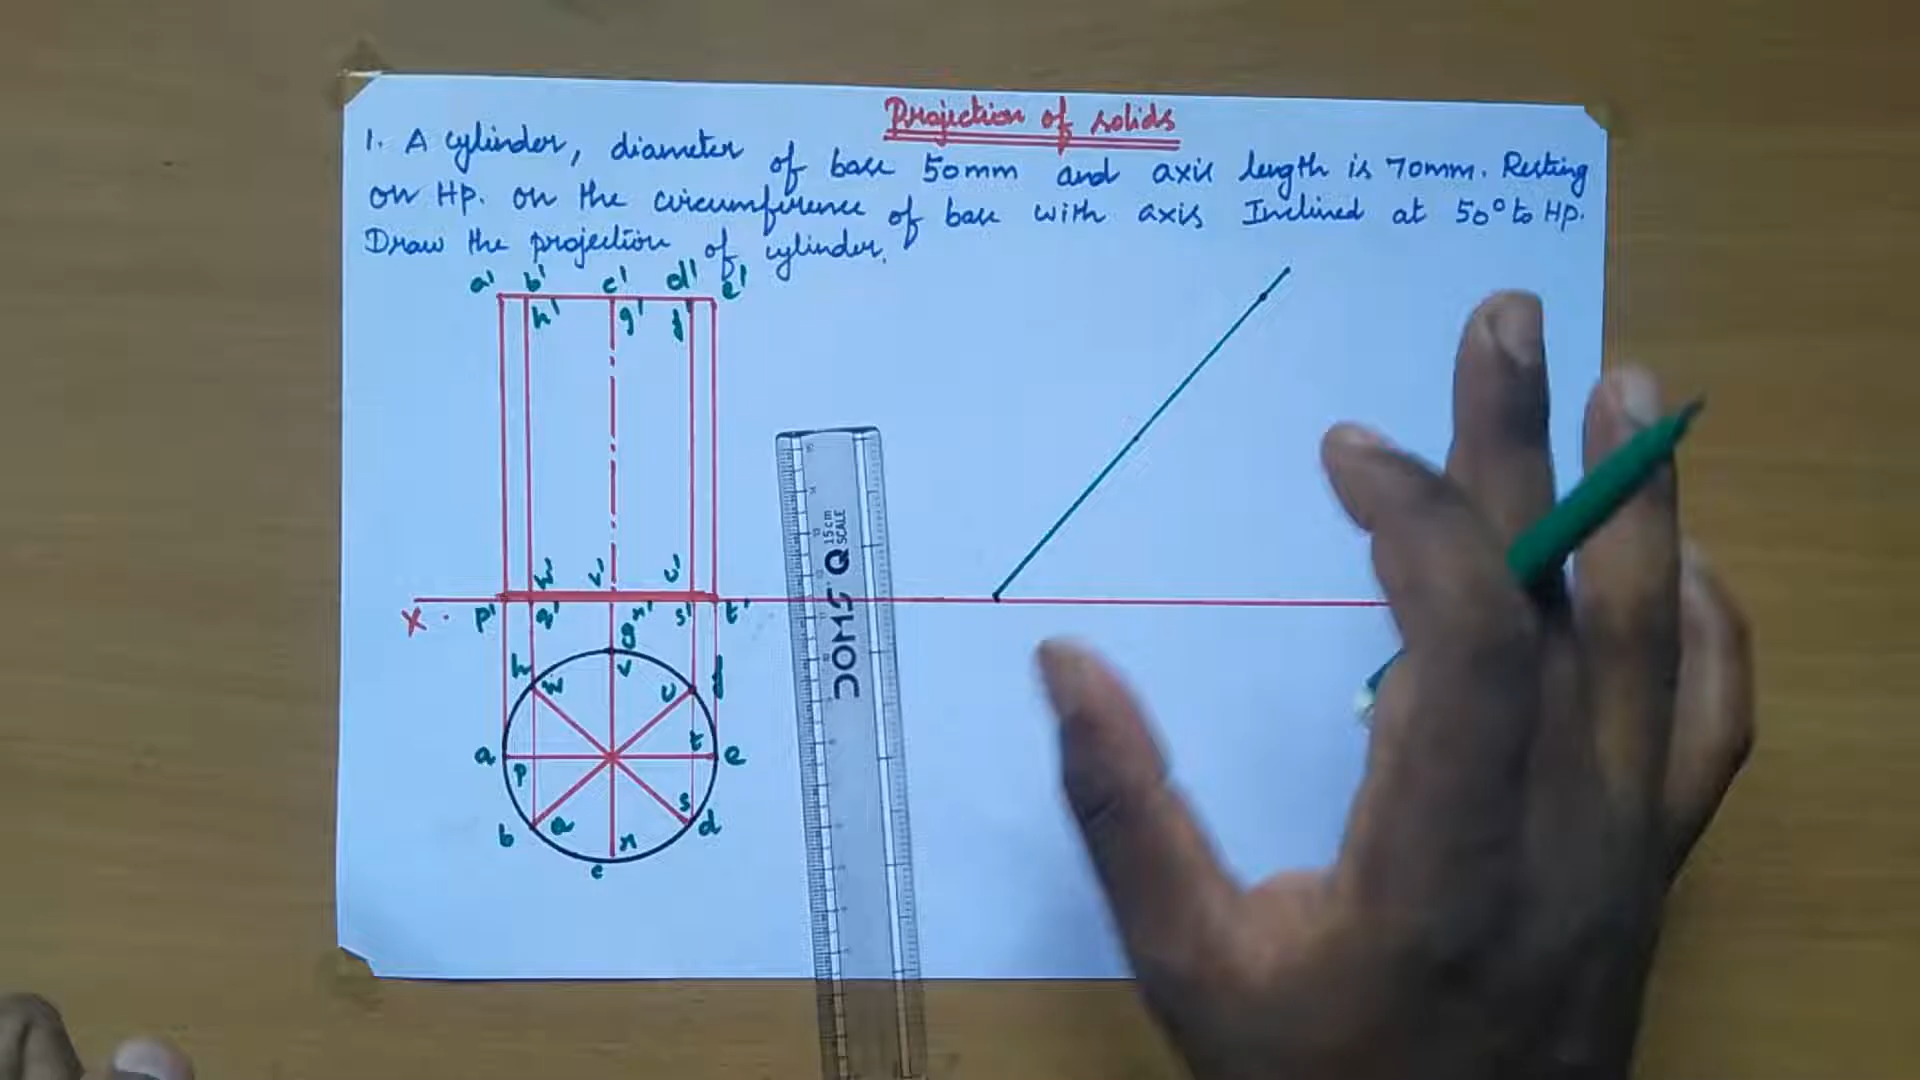 Projection of solids
1. A cylinder, diameter of base 50mm and axis length is 70mm. Resting
on HP. on the circumference of base with axis Inclined at 50° to HP.
Draw the projection of cylinder.
a' b' c' d' e'
h' g' f'
v' u'
X p' q' r' s' t'
g
h w v u f
a p t e
b s d
r
c
DOMS Q 15cm
SCALE